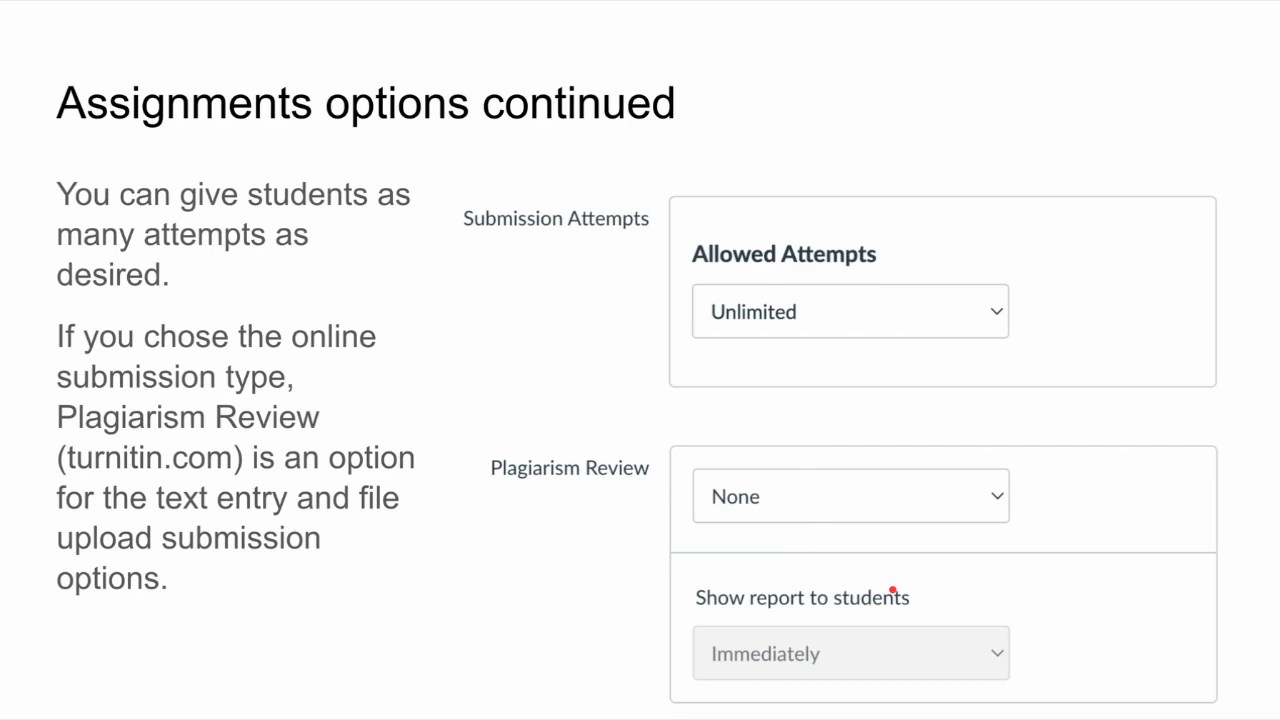 Assignments options continued
You can give students as
many attempts as
desired.
If you chose the online
submission type,
Plagiarism Review
(turnitin.com) is an option
for the text entry and file
upload submission
options.
Submission Attempts
Allowed Attempts
Unlimited
Plagiarism Review
None
Show report to students
Immediately